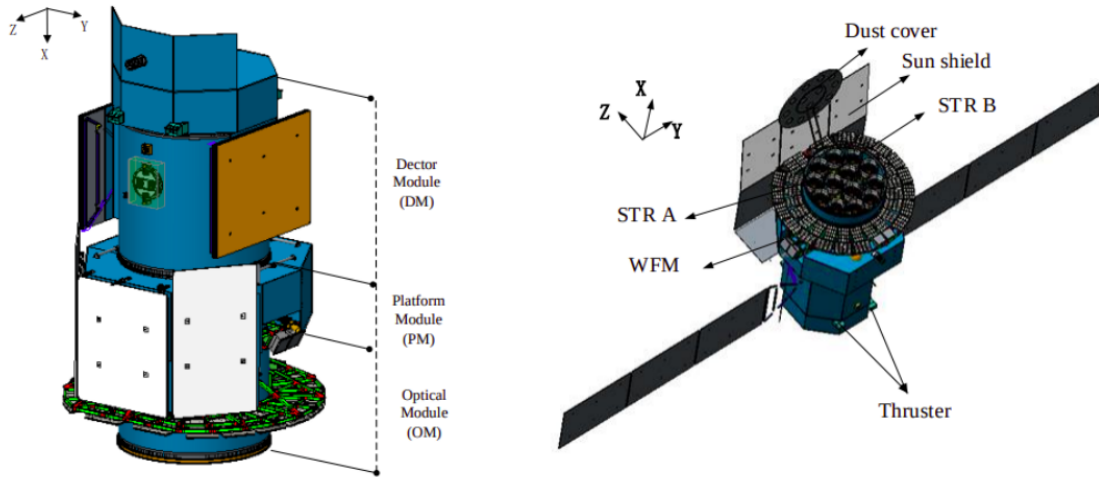 Z
Y
X
Dector
Module
(DM)
Platform
Module
(PM)
Optical
Module
(OM)
Dust cover
Sun shield
STR B
X
Z
Y
STR A
WFM
Thruster